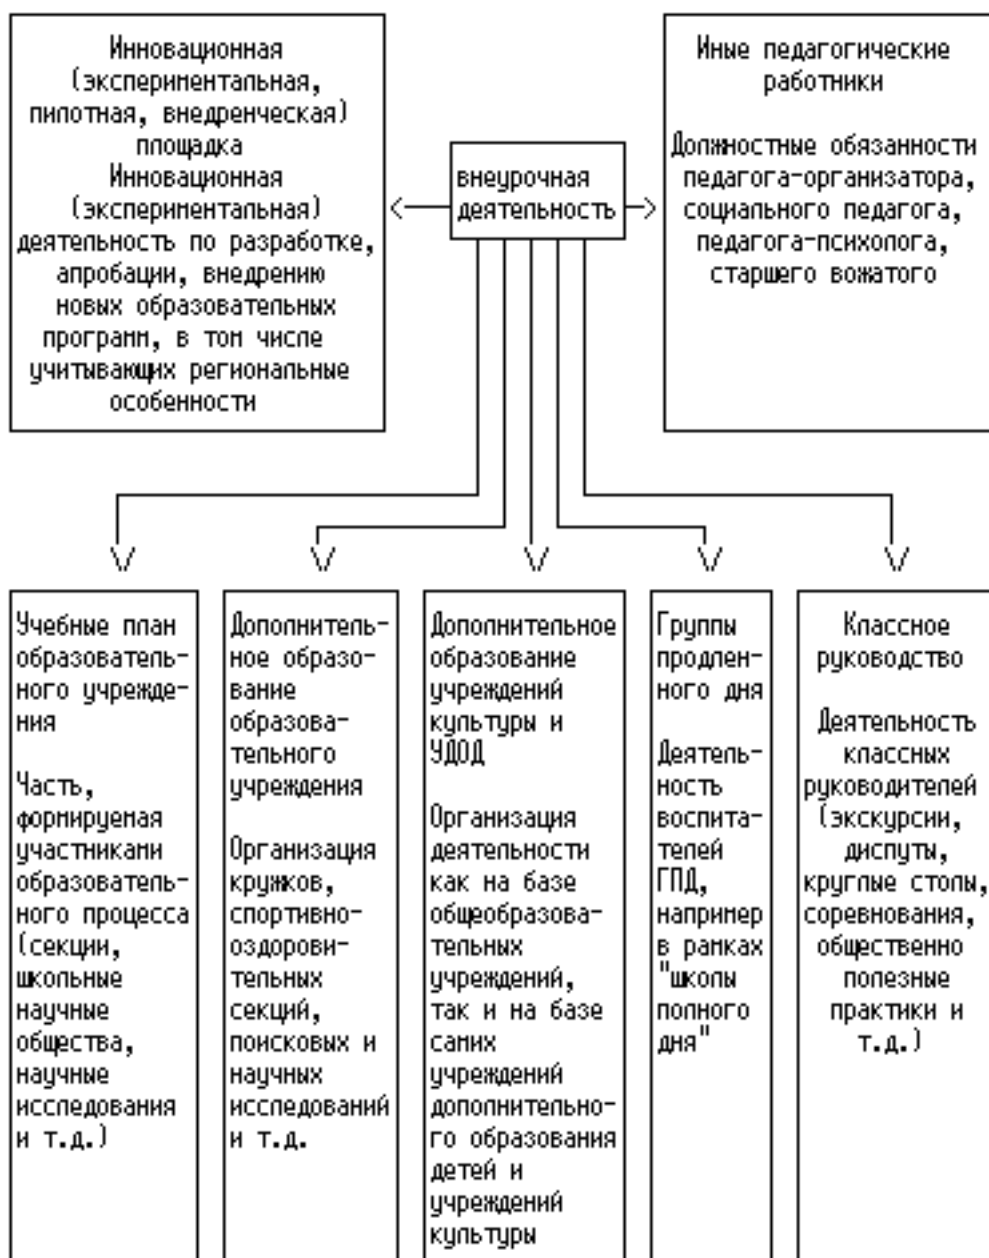 Инновационная
(экспериментальная,
пилотная, внедренческая)
площадка
Инновационная
(экспериментальная)
деятельность по разработке,
апробации, внедрению
новых образовательных
программ, в том числе
учитывающих региональные
особенности
внеурочная
деятельность
Иные педагогические
работники
Должностные обязанности
педагога-организатора,
социального педагога,
педагога-психолога,
старшего вожатого
Учебные план
образователь-
ного учрежде-
ния
Часть,
формируемая
участниками
образователь-
ного процесса
(секции,
школьные
научные
общества,
научные
исследования
и т.д.)
Дополнитель-
ное образо-
вание
образова-
тельного
учреждения
Организация
кружков,
спортивно-
оздорови-
тельных
секций,
поисковых и
научных
исследований
и т.д.
Дополнительное
образование
учреждений
культуры и
УДОД
Организация
деятельности
как на базе
общеобразова-
тельных
учреждений,
так и на базе
самих
учреждений
дополнительно-
го образования
детей и
учреждений
культуры
Группы
продлен-
ного дня
Деятель-
ность
воспита-
телей
ГПД,
например
в рамках
"школы
полного
дня"
Классное
руководство
Деятельность
классных
руководителей
(экскурсии,
диспуты,
круглые столы,
соревнования,
общественно
полезные
практики и
т.д.)